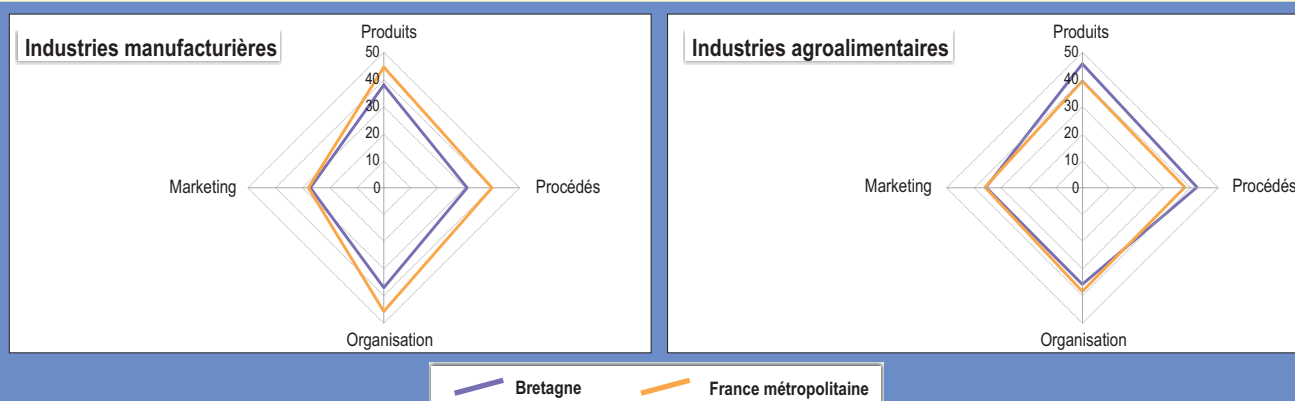 Industries manufacturières
Produits
50
40
30
20
10
0
Marketing
Procédés
Organisation
Industries agroalimentaires
Produits
50
40
30
20
10
0
Marketing
Procédés
Organisation
Bretagne
France métropolitaine